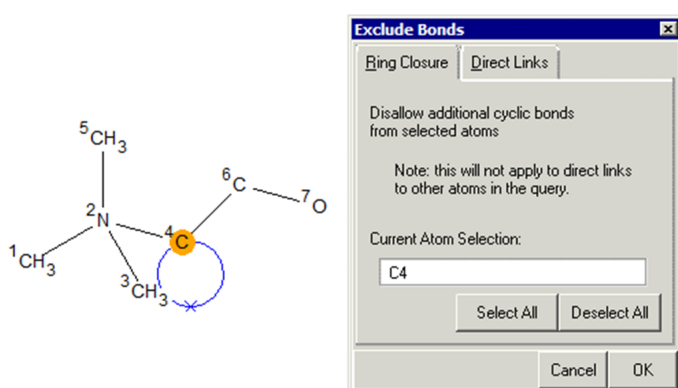 5CH3
6C
7O
2N
4C
1CH3
3CH3
Exclude Bonds
Ring Closure
Direct Links
Disallow additional cyclic bonds
from selected atoms
Note: this will not apply to direct links
to other atoms in the query.
Current Atom Selection:
C4
Select All
Deselect All
Cancel
OK